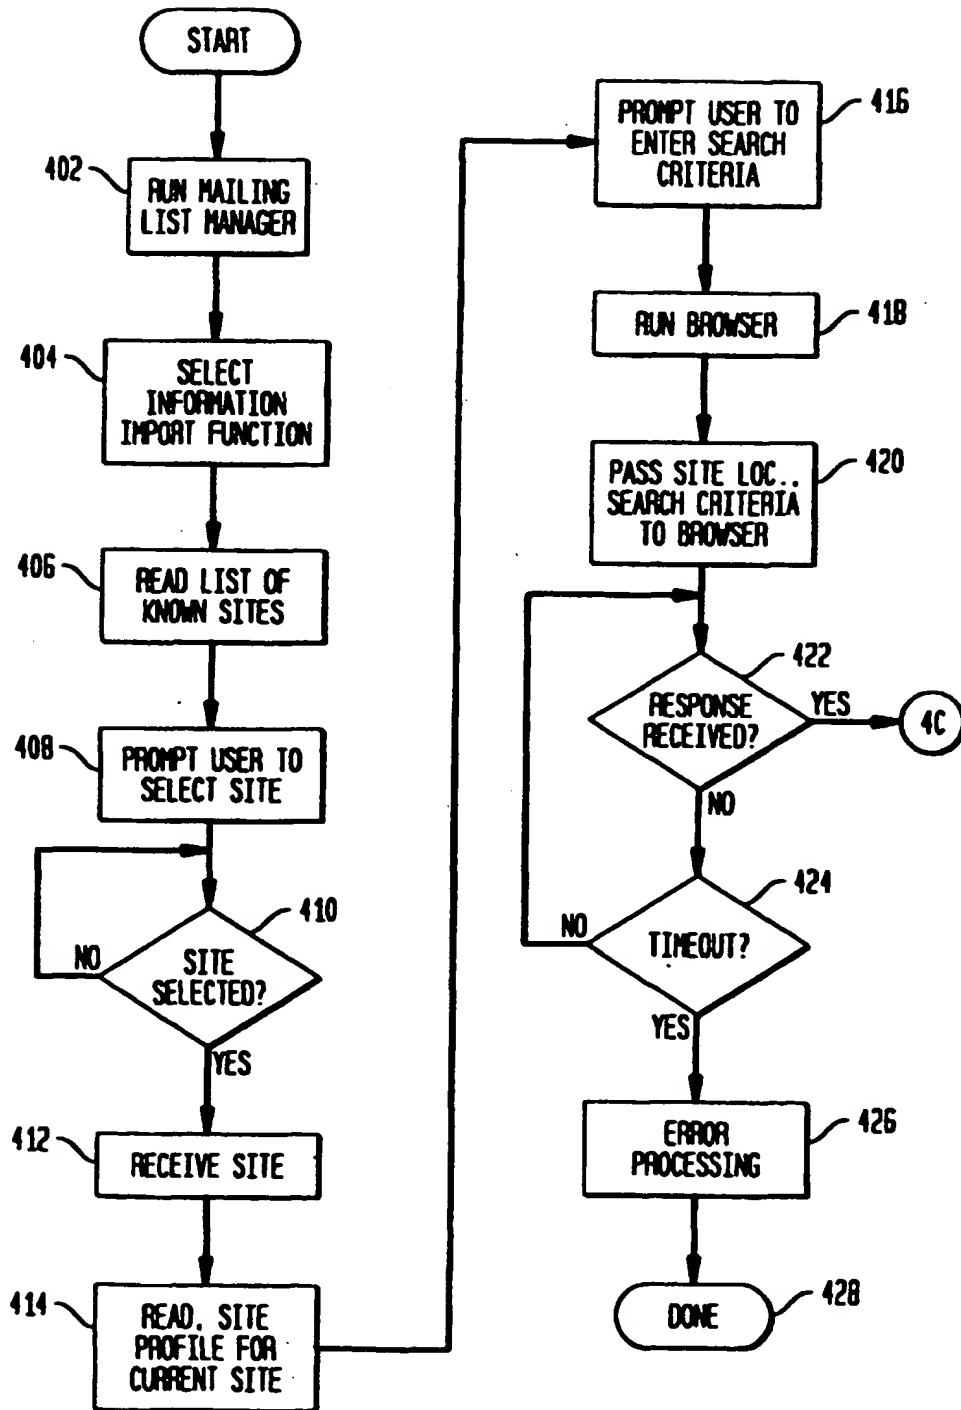 START
402
RUN MAILING
LIST MANAGER
404
SELECT
INFORMATION
IMPORT FUNCTION
406
READ LIST OF
KNOWN SITES
408
PROMPT USER TO
SELECT SITE
410
NO
SITE
SELECTED?
YES
412
RECEIVE SITE
414
READ. SITE
PROFILE FOR
CURRENT SITE
416
PROMPT USER TO
ENTER SEARCH
CRITERIA
418
RUN BROWSER
420
PASS SITE LOC..
SEARCH CRITERIA
TO BROWSER
422
RESPONSE
RECEIVED?
YES
4C
NO
424
NO
TIMEOUT?
YES
426
ERROR
PROCESSING
428
DONE